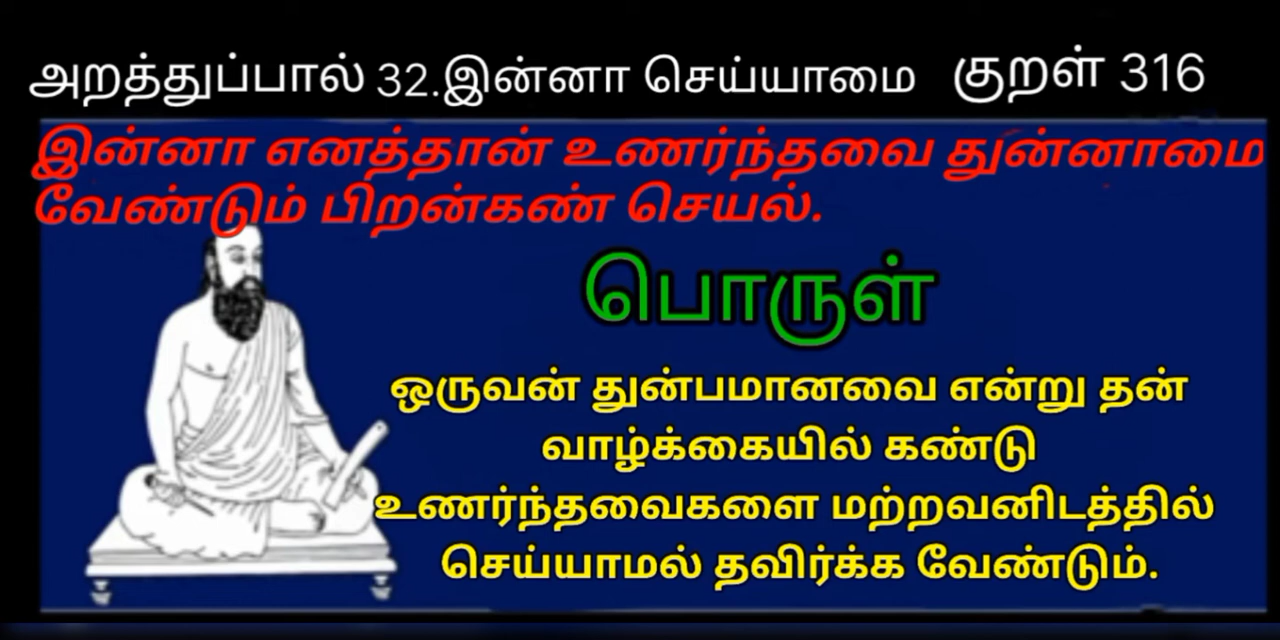 அறத்துப்பால் 32.இன்னா செய்யாமை குறள் 316
இன்னா எனத்தான் உணர்ந்தவை துன்னாமை
வேண்டும் பிறன்கண் செயல்.
பொருள்
ஒருவன் துன்பமானவை என்று தன்
வாழ்க்கையில் கண்டு
உணர்ந்தவைகளை மற்றவனிடத்தில்
செய்யாமல் தவிர்க்க வேண்டும்.